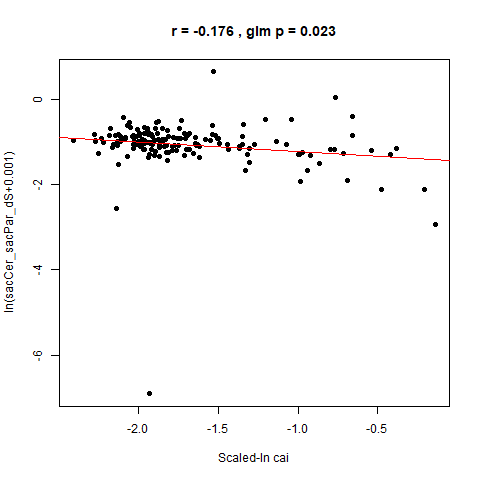 r = -0.176 , glm p = 0.023
0
-2
-4
-6
ln(sacCer_sacPar_dS+0.001)
-2.0 -1.5 -1.0 -0.5
Scaled-ln cai